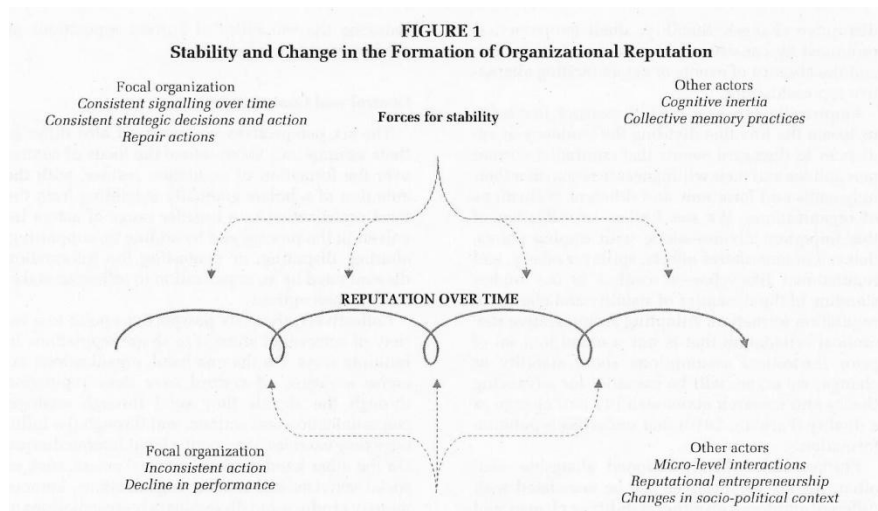 FIGURE 1
Stability and Change in the Formation of Organizational Reputation
Focal organization
Consistent signalling over time
Consistent strategic decisions and action
Repair actions
Forces for stability
Other actors
Cognitive inertia
Collective memory practices
REPUTATION OVER TIME
Focal organization
Inconsistent action
Decline in performance
Other actors
Micro-level interactions
Reputational entrepreneurship
Changes in socio-political context